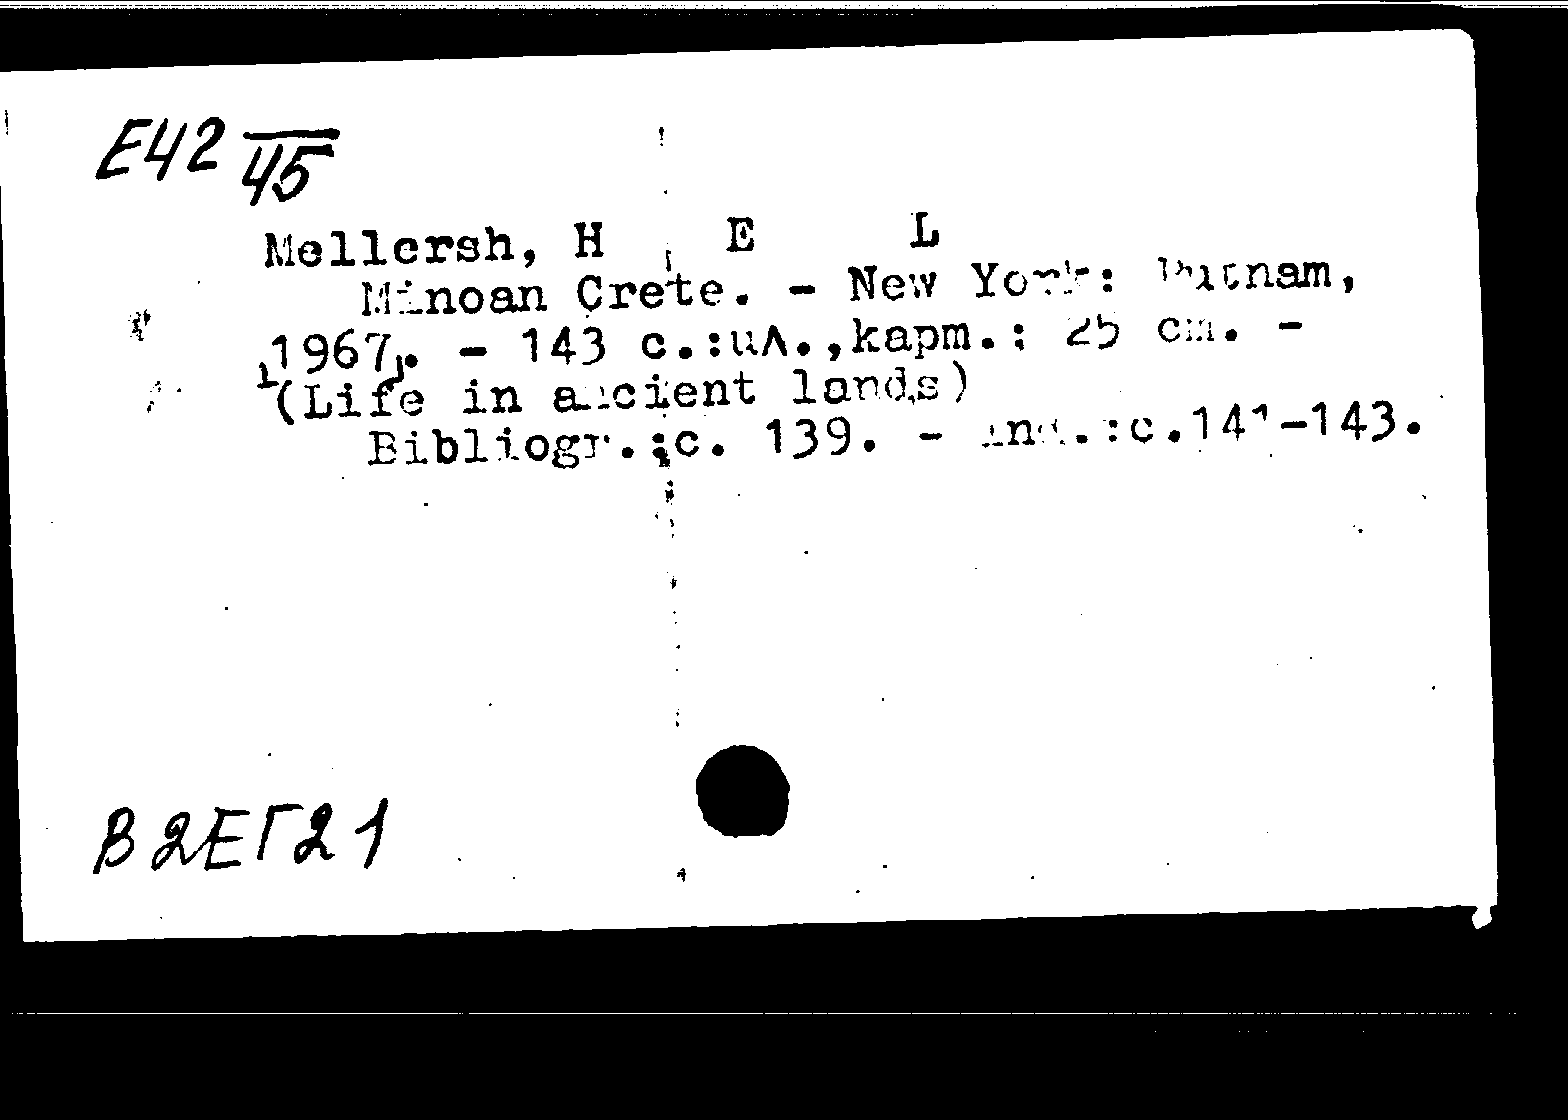 E42 45
Mellersh, H E L
Minoan Crete. - New York: Putnam,
[1967]. - 143 с.:ил.,карт.; 25 см. -
(Life in ancient lands)
Bibliogr.:с. 139. - Ind.:с.141-143.
В2ЕГ21